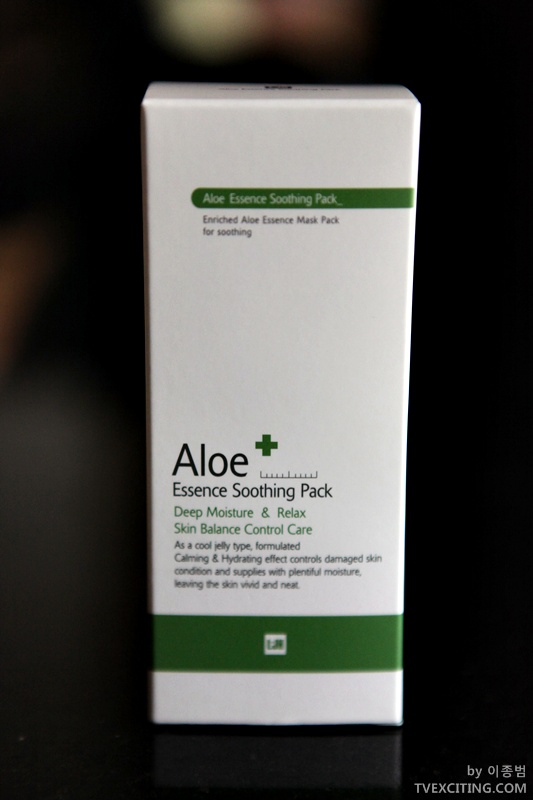 Aloe Essence Soothing Pack_
Enriched Aloe Essence Mask Pack
for soothing
Aloe
Essence Soothing Pack
Deep Moisture & Relax
Skin Balance Control Care
As a cool jelly type, formulated
Calming & Hydrating effect controls damaged skin
condition and supplies with plentiful moisture,
leaving the skin vivid and neat.
by 이종범
TVEXCITING.COM